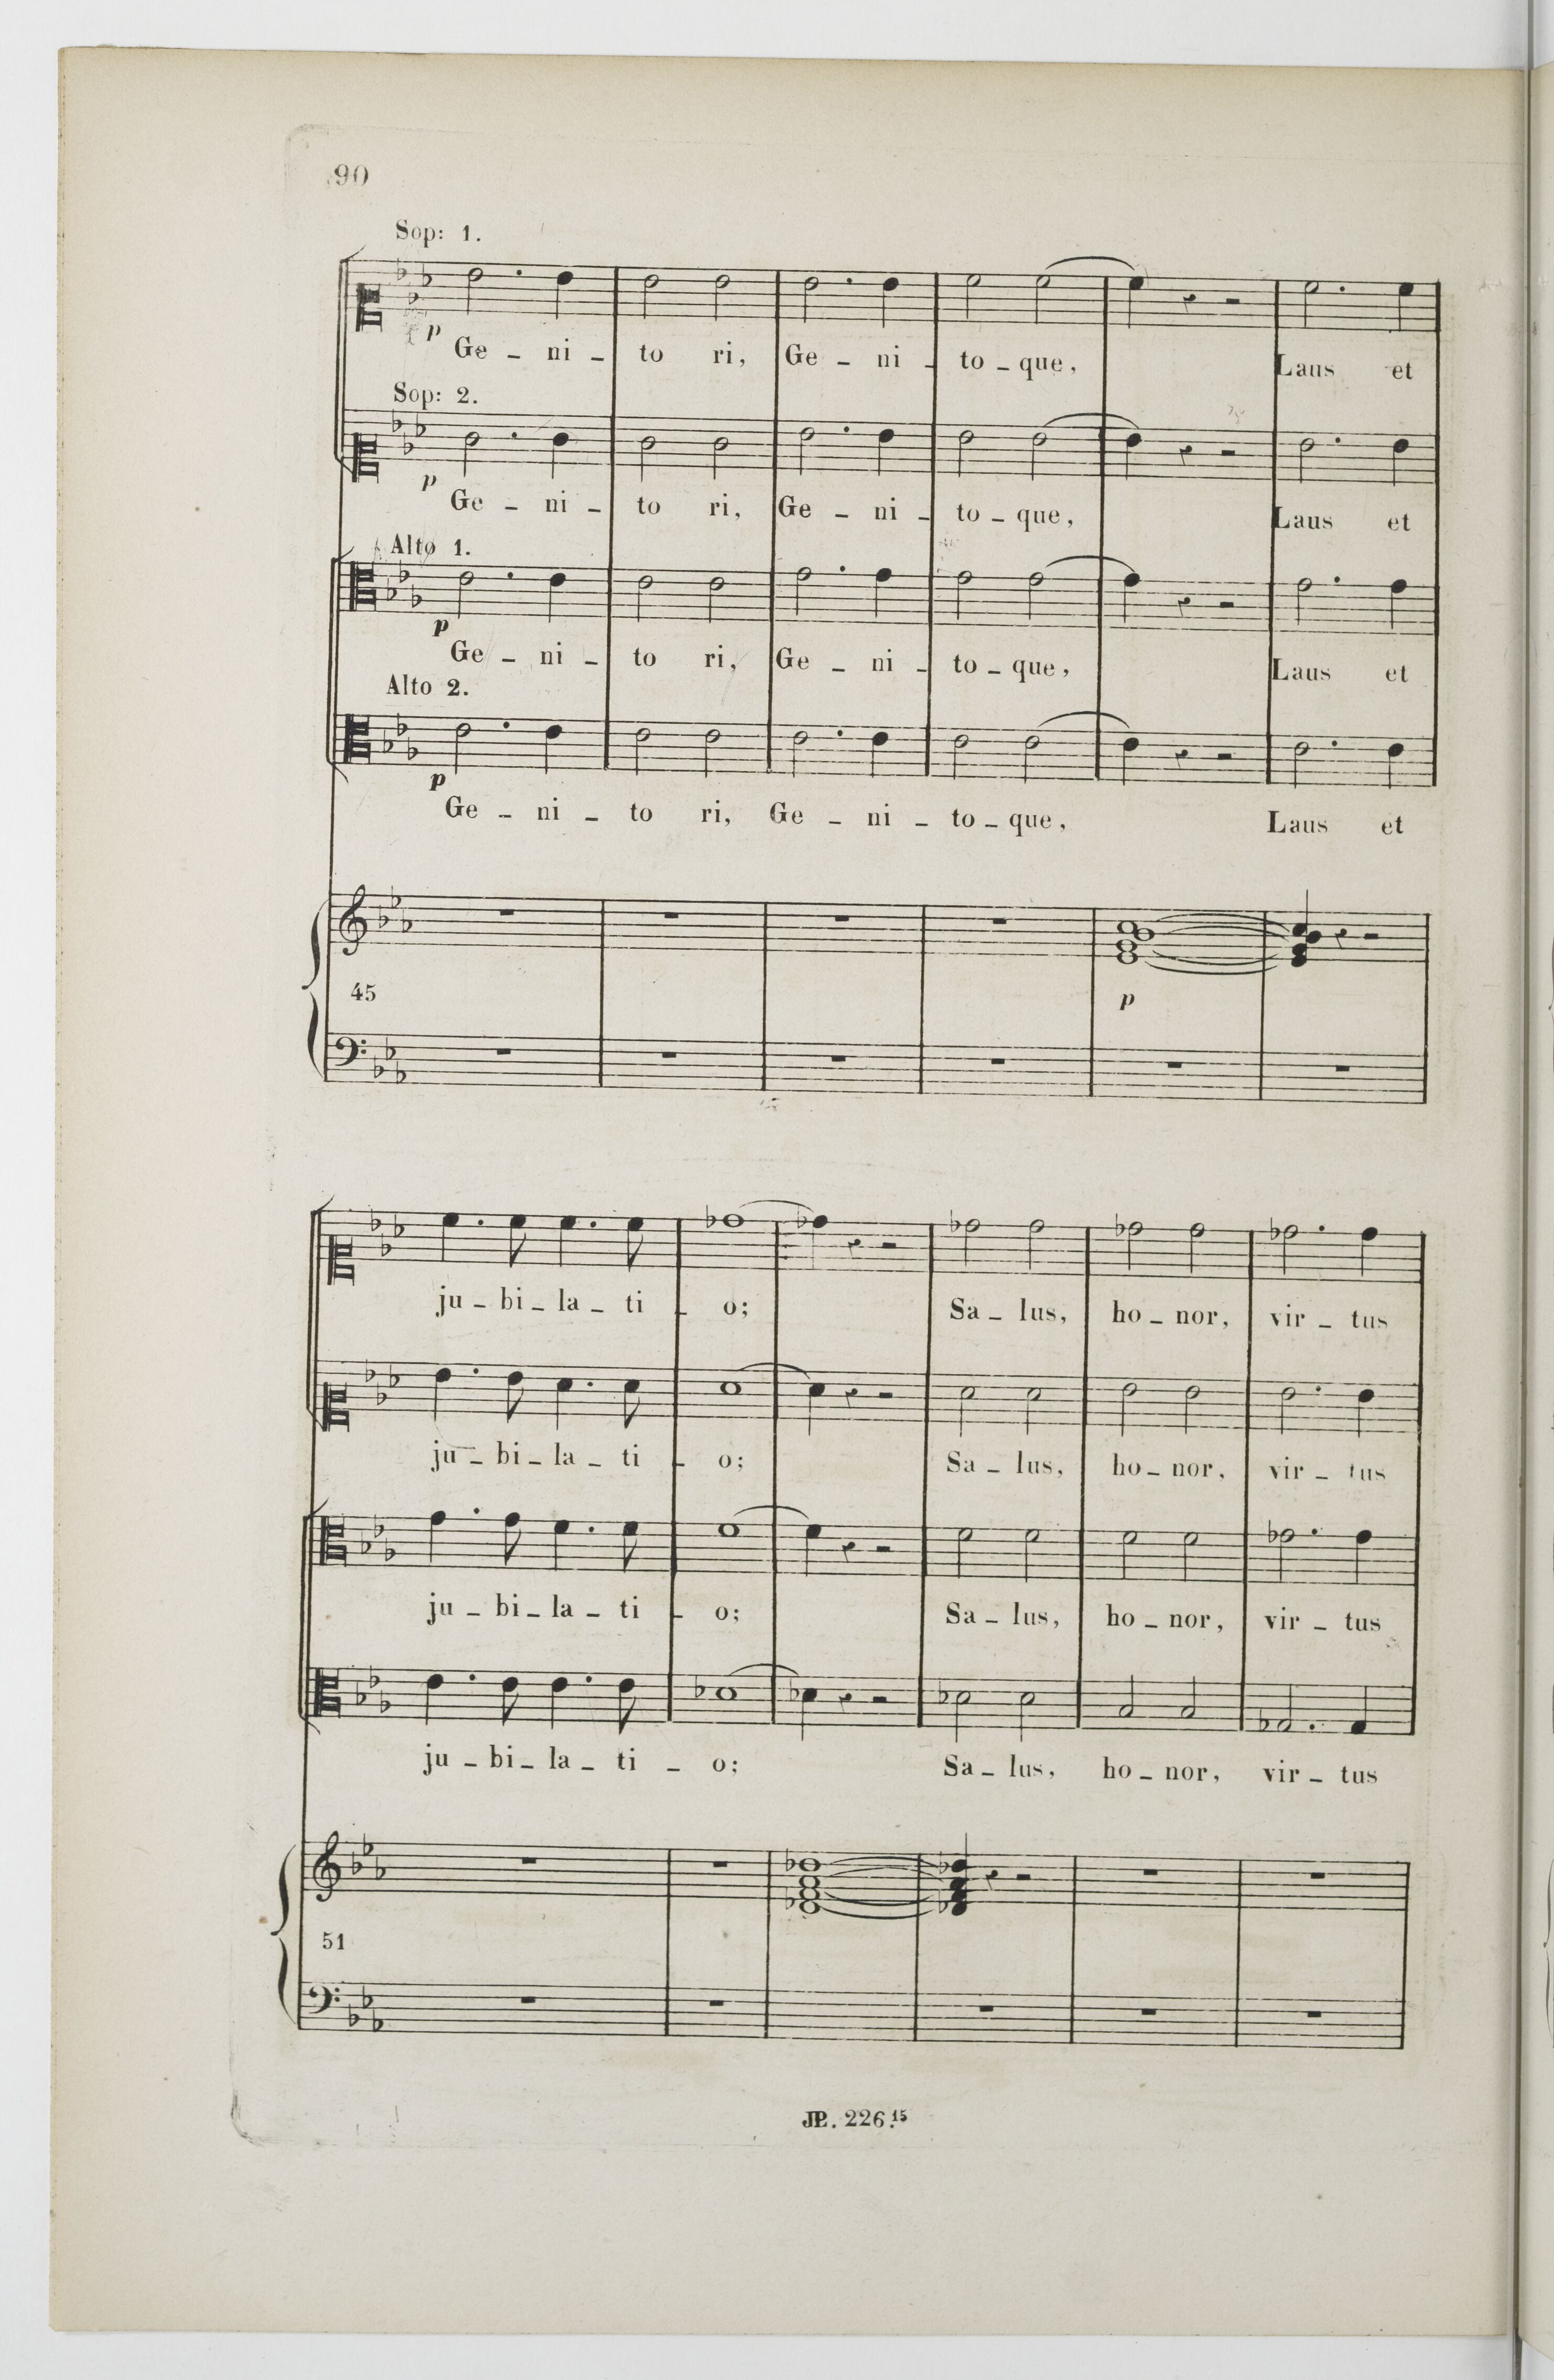 90
Sop: 1.
p
Ge - ni - to ri, Ge - ni - to - que, Laus et
Sop: 2.
p
Ge - ni - to ri, Ge - ni - to - que, Laus et
Alto 1.
p
Ge - ni - to ri, Ge - ni - to - que, Laus et
Alto 2.
p
Ge - ni - to ri, Ge - ni - to - que, Laus et
45
p
ju - bi - la - ti - o; Sa - lus, ho - nor, vir - tus
ju - bi - la - ti - o; Sa - lus, ho - nor, vir - tus
ju - bi - la - ti - o; Sa - lus, ho - nor, vir - tus
ju - bi - la - ti - o; Sa - lus, ho - nor, vir - tus
51
JP. 226.15